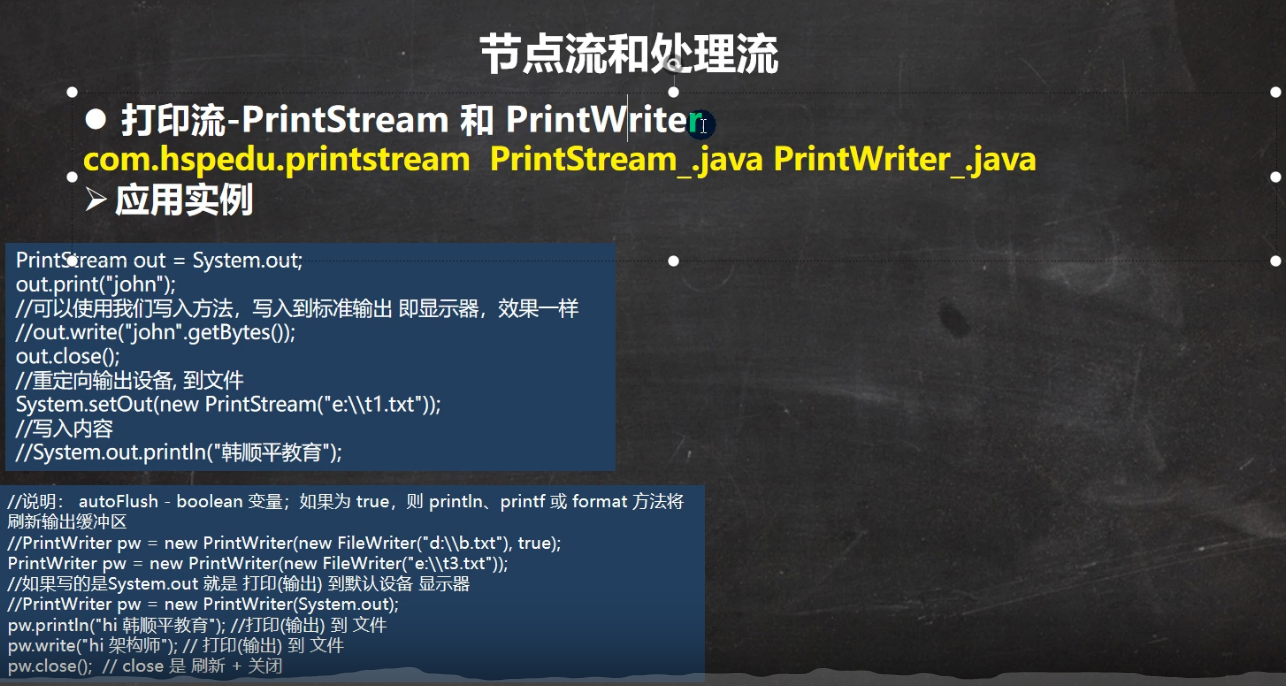 节点流和处理流
● 打印流-PrintStream 和 PrintWriter
com.hspedu.printstream PrintStream_.java PrintWriter_.java
➢ 应用实例
PrintStream out = System.out;
out.print("john");
//可以使用我们写入方法，写入到标准输出 即显示器，效果一样
//out.write("john".getBytes());
out.close();
//重定向输出设备, 到文件
System.setOut(new PrintStream("e:\\t1.txt"));
//写入内容
//System.out.println("韩顺平教育");
//说明： autoFlush - boolean 变量；如果为 true，则 println、printf 或 format 方法将
刷新输出缓冲区
//PrintWriter pw = new PrintWriter(new FileWriter("d:\\b.txt"), true);
PrintWriter pw = new PrintWriter(new FileWriter("e:\\t3.txt"));
//如果写的是System.out 就是 打印(输出) 到默认设备 显示器
//PrintWriter pw = new PrintWriter(System.out);
pw.println("hi 韩顺平教育"); //打印(输出) 到 文件
pw.write("hi 架构师"); // 打印(输出) 到 文件
pw.close(); // close 是 刷新 + 关闭